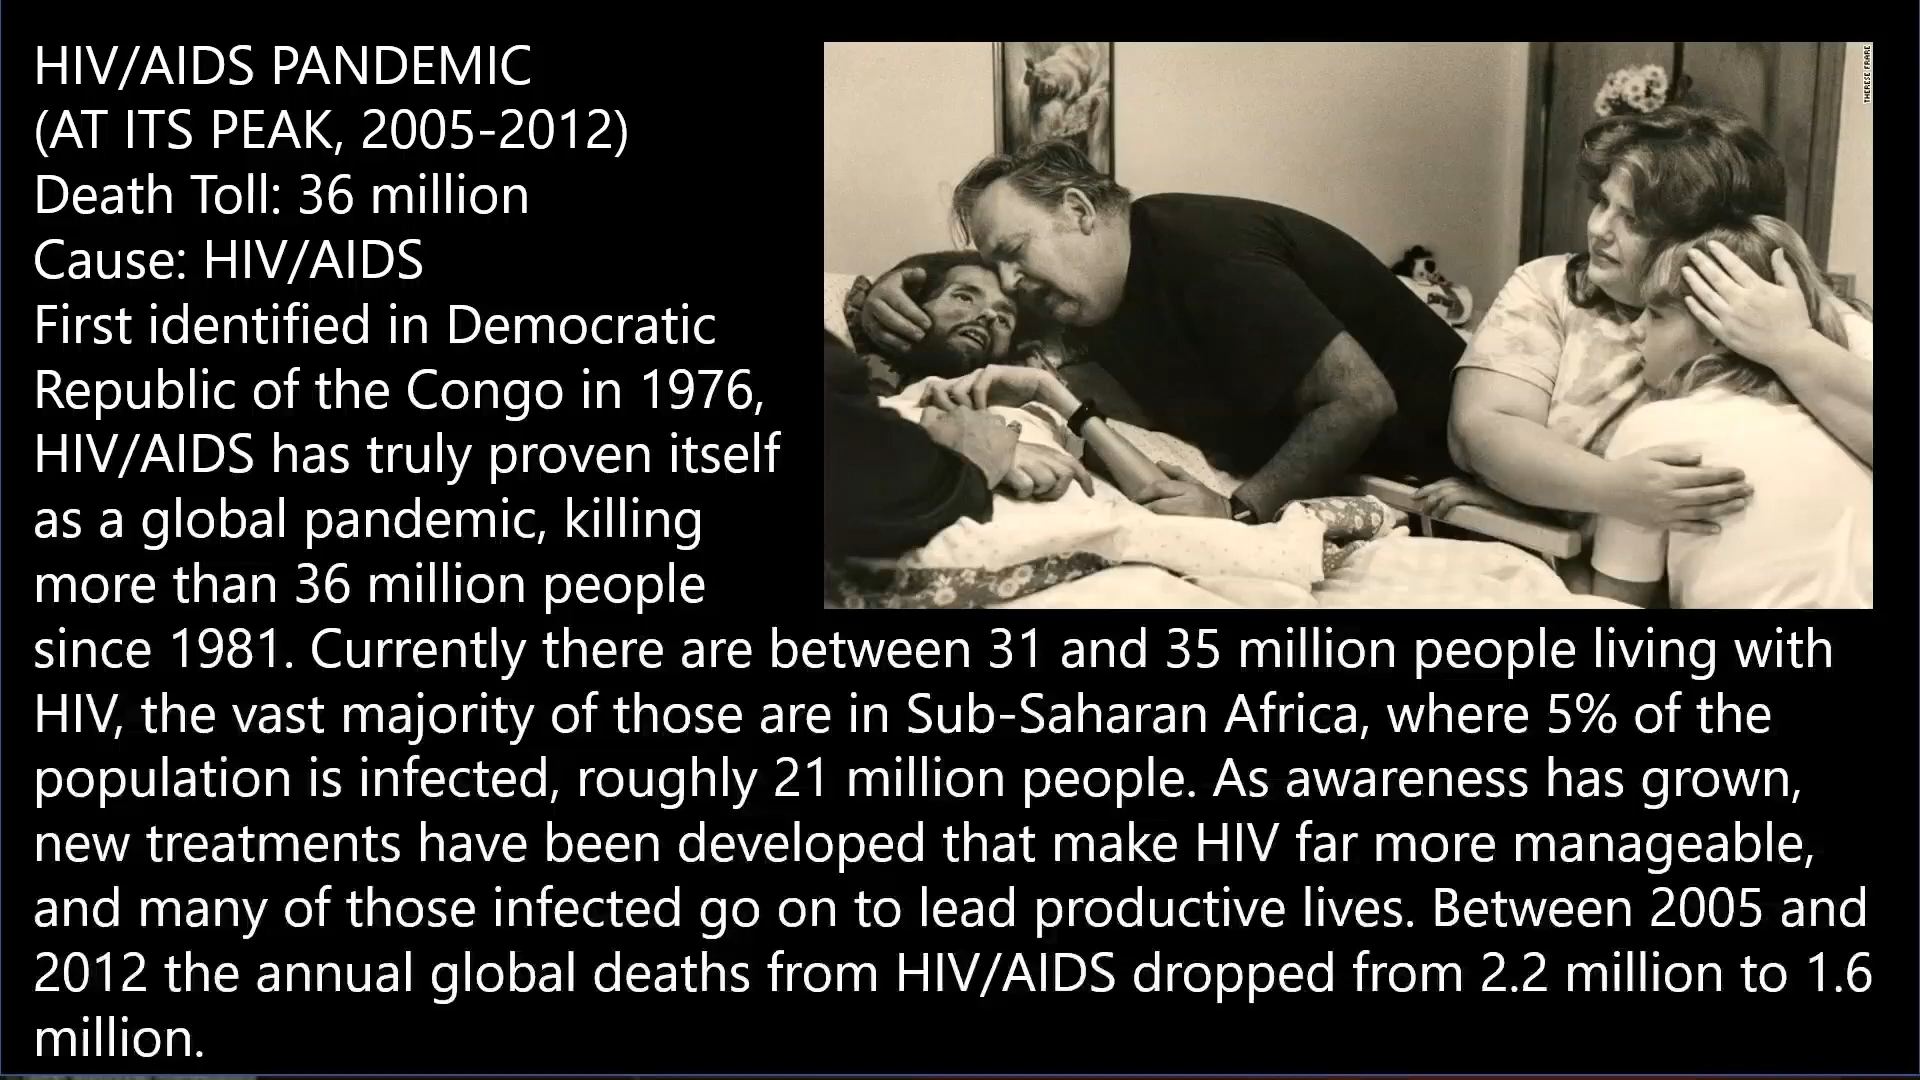 HIV/AIDS PANDEMIC
(AT ITS PEAK, 2005-2012)
Death Toll: 36 million
Cause: HIV/AIDS
First identified in Democratic
Republic of the Congo in 1976,
HIV/AIDS has truly proven itself
as a global pandemic, killing
more than 36 million people
since 1981. Currently there are between 31 and 35 million people living with
HIV, the vast majority of those are in Sub-Saharan Africa, where 5% of the
population is infected, roughly 21 million people. As awareness has grown,
new treatments have been developed that make HIV far more manageable,
and many of those infected go on to lead productive lives. Between 2005 and
2012 the annual global deaths from HIV/AIDS dropped from 2.2 million to 1.6
million.
THERESE FRARE